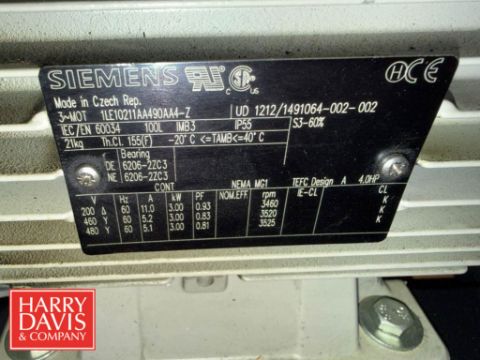 SIEMENS
c us
HCE
Made in Czech Rep.
3~MOT 1LE10211AA490AA4-Z UD 1212/1491064-002-002
IEC/EN 60034 100L IMB3 IP55 S3-60%
21kg Th.Cl. 155(F) -20°C <=TAMB<=40°C
Bearing
DE 6206-2ZC3
NE 6206-2ZC3
CONT NEMA MG1 TEFC Design A 4.0HP
V Hz A kW PF NOM.EFF rpm IE-CL CL
200 Δ 60 11.0 3.00 0.93 3460 K
460 Y 60 5.2 3.00 0.83 3520 K
480 Y 60 5.1 3.00 0.81 3525 K
HARRY
DAVIS
& COMPANY